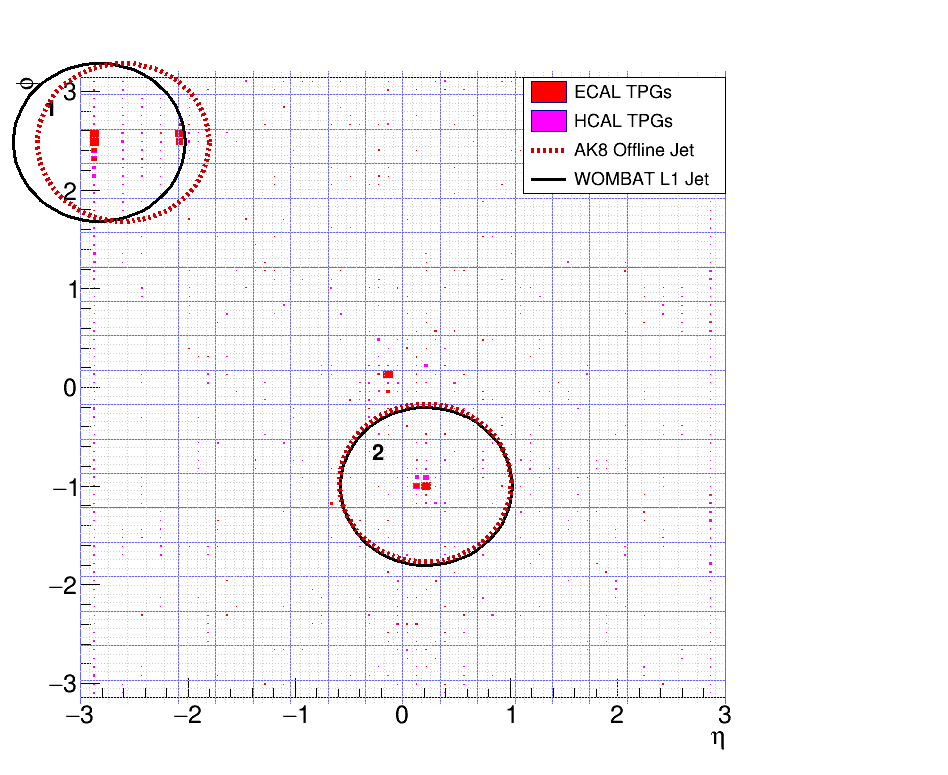 ϕ
3
2
1
0
−1
−2
−3
1
2
ECAL TPGs
HCAL TPGs
AK8 Offline Jet
WOMBAT L1 Jet
−3 −2 −1 0 1 2 3
η